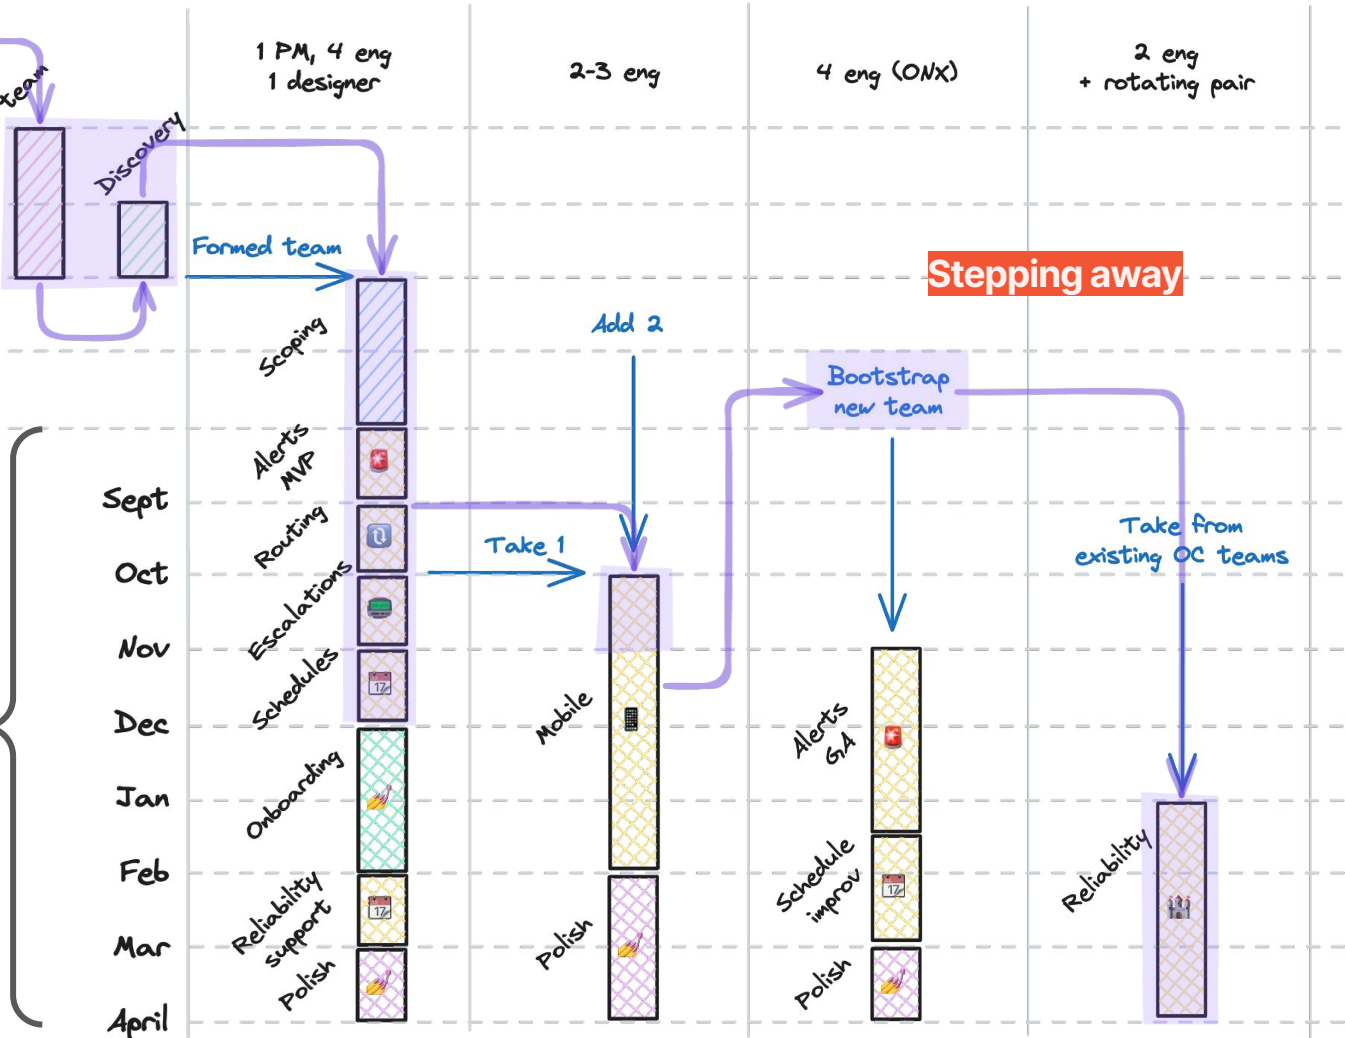 team
Discovery
1 PM, 4 eng
1 designer
2-3 eng
4 eng (ONX)
2 eng
+ rotating pair
Formed team
Stepping away
Add 2
Bootstrap
new team
Take 1
Take from
existing OC teams
Sept
Oct
Nov
Dec
Jan
Feb
Mar
April
Scoping
Alerts
MVP
Routing
Escalations
Schedules
Onboarding
Reliability
support
Polish
Mobile
Polish
Alerts
GA
Schedule
improv
Polish
Reliability
17
17
17